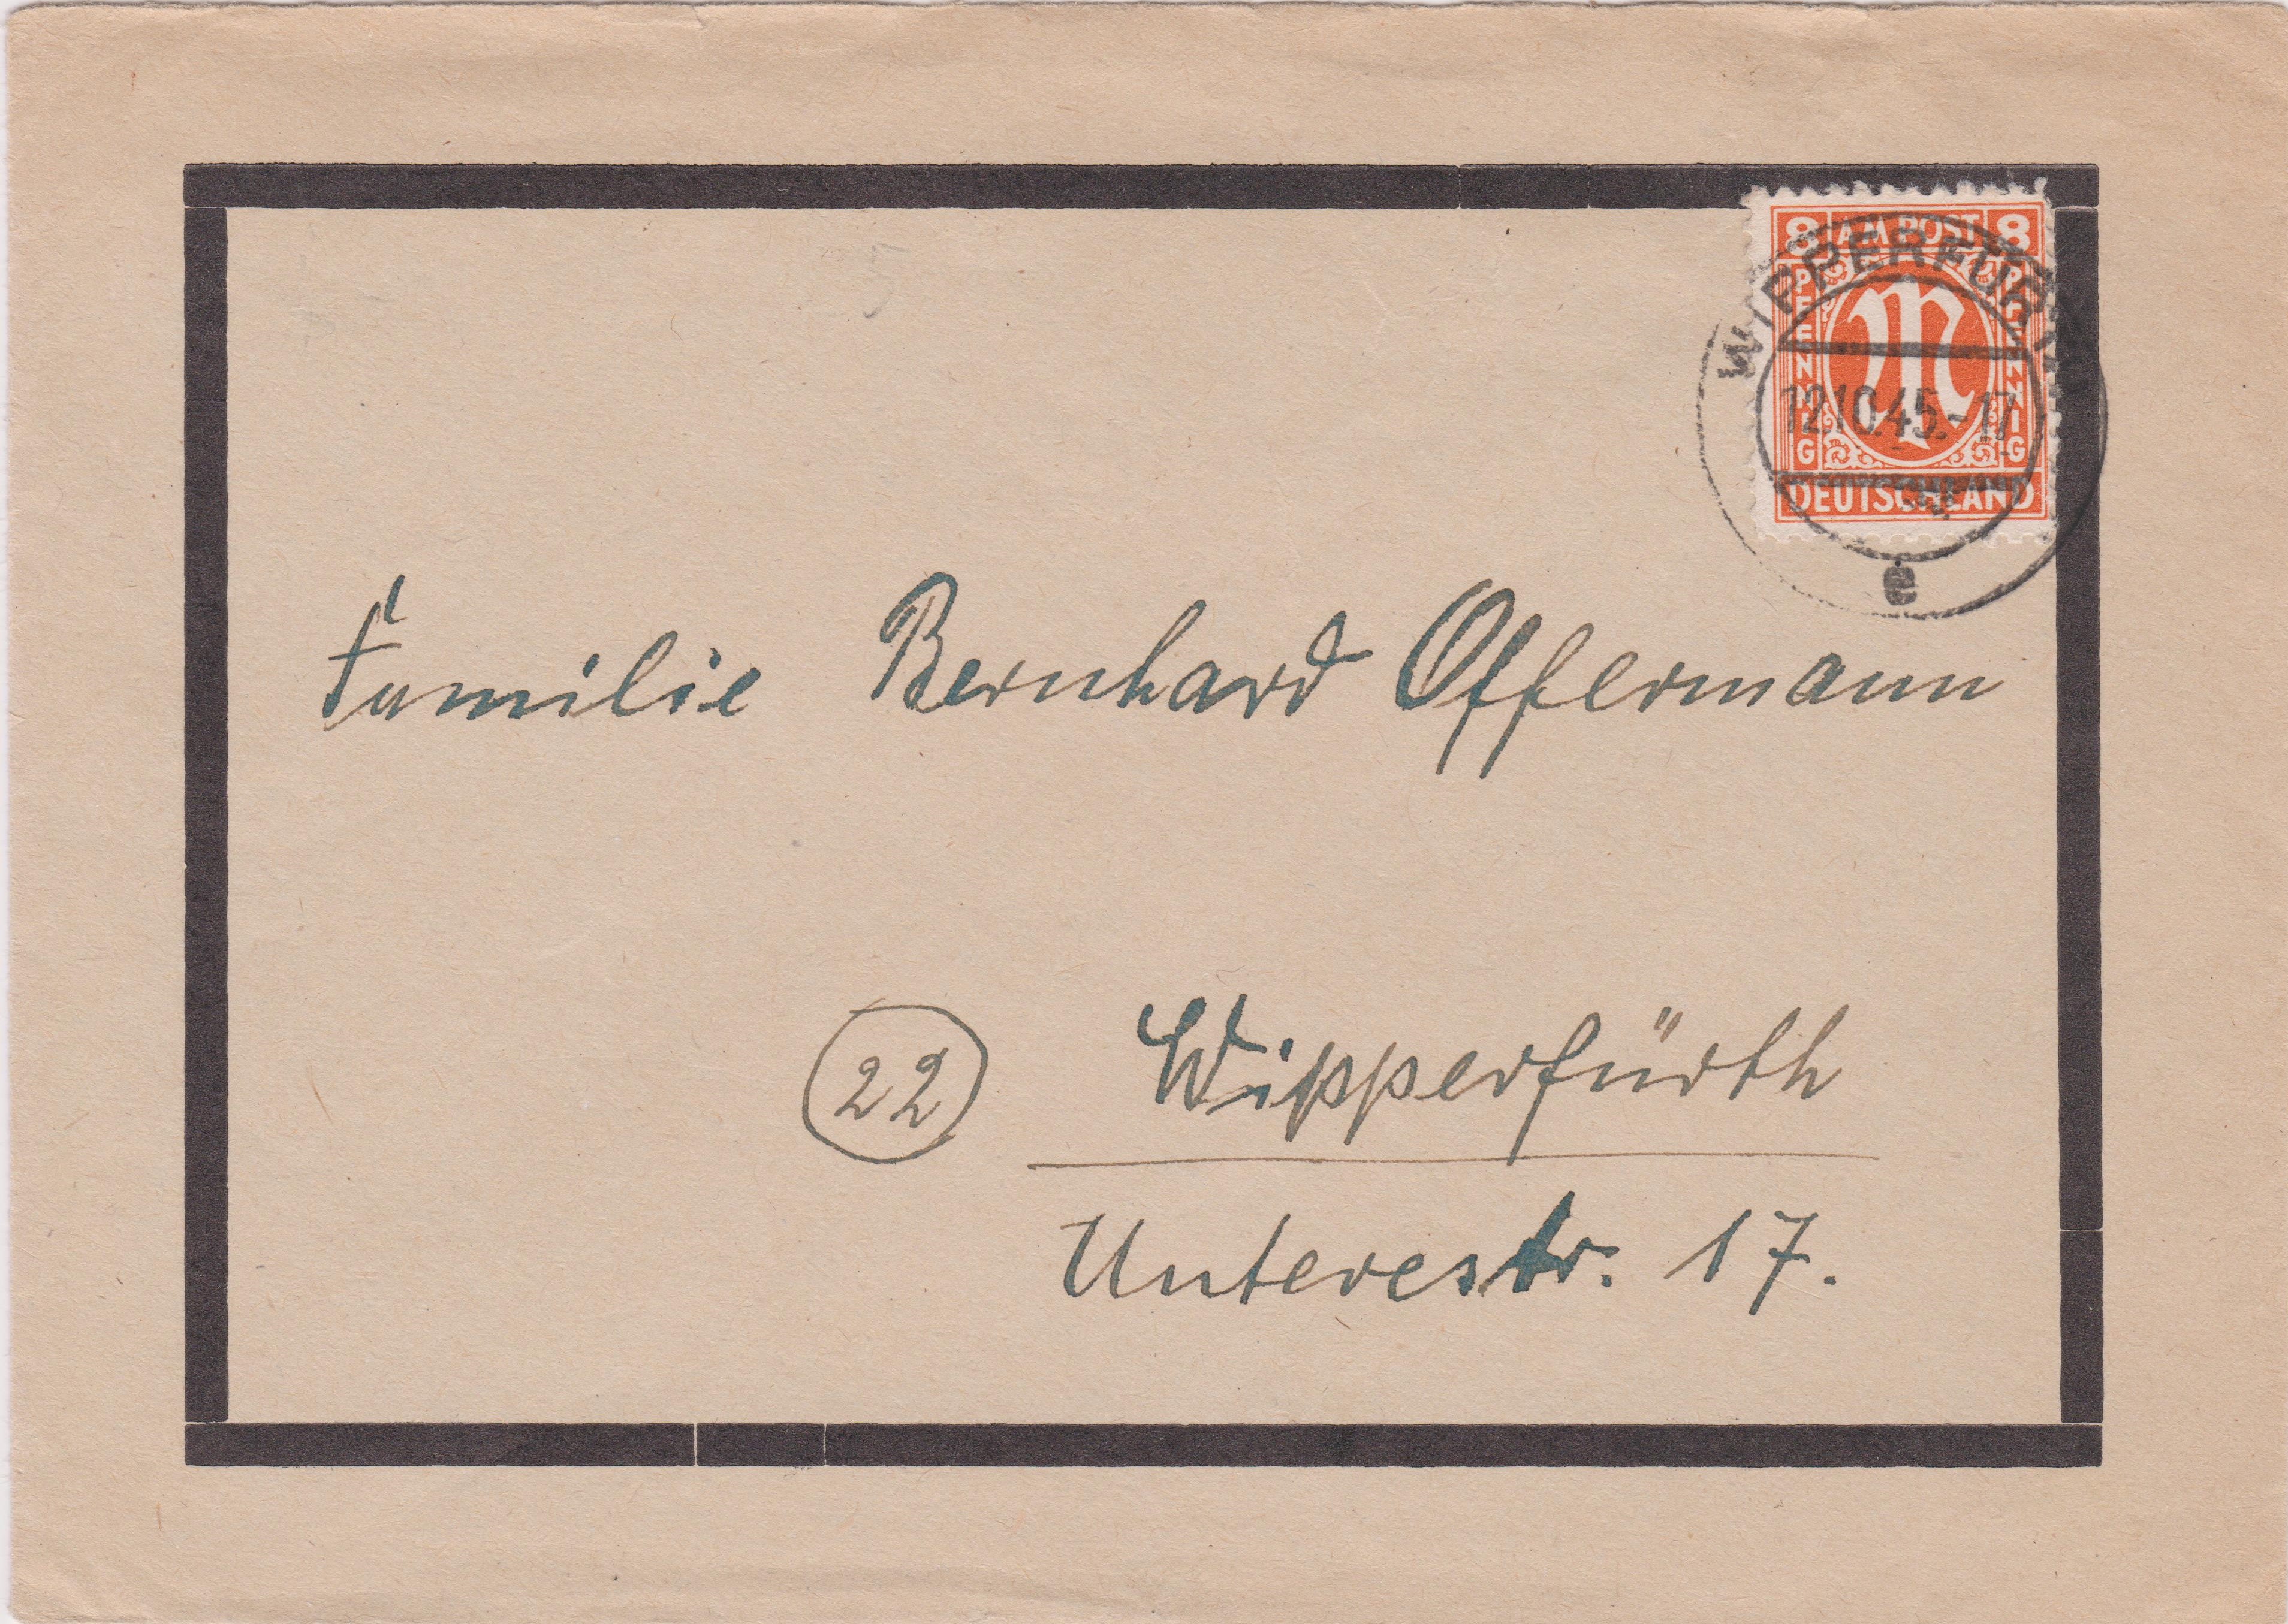 8 AM POST 8
PFENNIG
PFENNIG
DEUTSCHLAND
WIPPERFÜRTH
12.10.45.-17
e
Familie Bernhard Offermann
22 Wipperfürth
Unterestr. 17.